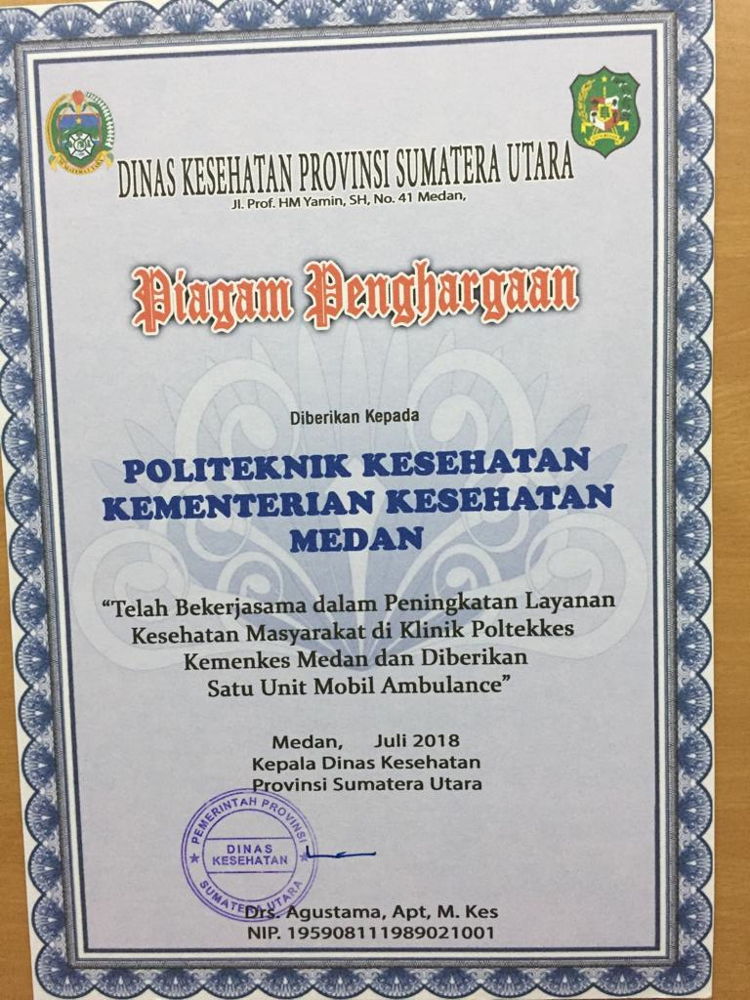 DINAS KESEHATAN PROVINSI SUMATERA UTARA
Jl. Prof. HM Yamin, SH, No. 41 Medan,
Piagam Penghargaan
Diberikan Kepada
POLITEKNIK KESEHATAN
KEMENTERIAN KESEHATAN
MEDAN
“Telah Bekerjasama dalam Peningkatan Layanan
Kesehatan Masyarakat di Klinik Poltekkes
Kemenkes Medan dan Diberikan
Satu Unit Mobil Ambulance”
Medan, Juli 2018
Kepala Dinas Kesehatan
Provinsi Sumatera Utara
PEMERINTAH PROVINSI
DINAS
KESEHATAN
SUMATERA UTARA
Drs. Agustama, Apt, M. Kes
NIP. 195908111989021001